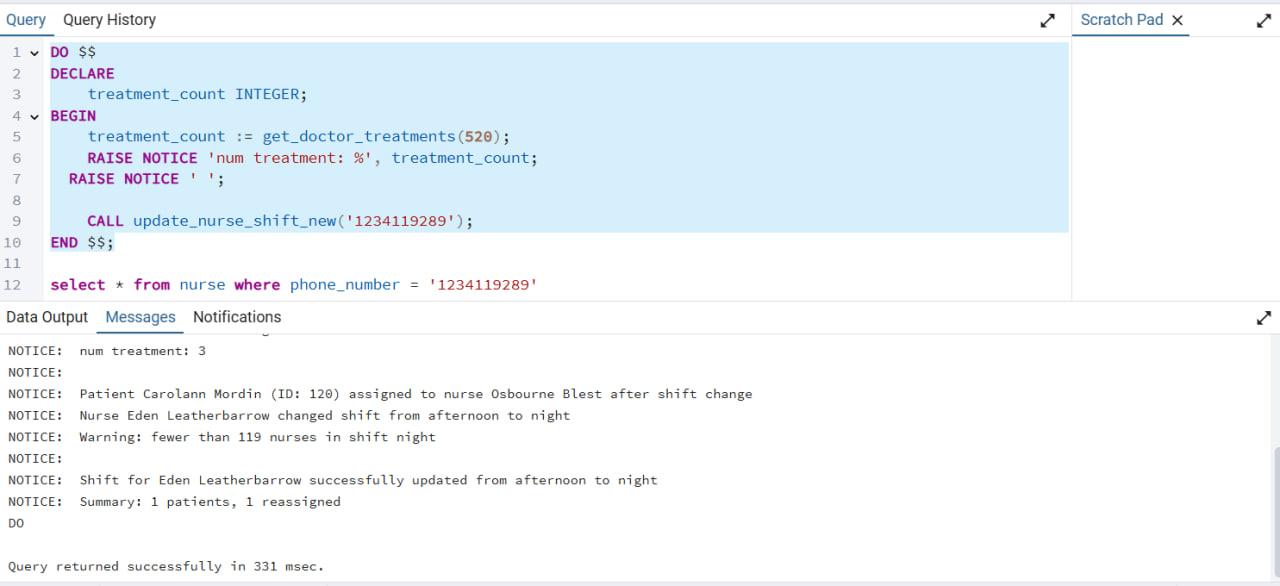 Query Query History
Scratch Pad
1 DO $$
2 DECLARE
3 treatment_count INTEGER;
4 BEGIN
5 treatment_count := get_doctor_treatments(520);
6 RAISE NOTICE 'num treatment: %', treatment_count;
7 RAISE NOTICE ' ';
8
9 CALL update_nurse_shift_new('1234119289');
10 END $$;
11
12 select * from nurse where phone_number = '1234119289'
Data Output Messages Notifications
NOTICE: num treatment: 3
NOTICE:
NOTICE: Patient Carolann Mordin (ID: 120) assigned to nurse Osbourne Blest after shift change
NOTICE: Nurse Eden Leatherbarrow changed shift from afternoon to night
NOTICE: Warning: fewer than 119 nurses in shift night
NOTICE:
NOTICE: Shift for Eden Leatherbarrow successfully updated from afternoon to night
NOTICE: Summary: 1 patients, 1 reassigned
DO
Query returned successfully in 331 msec.